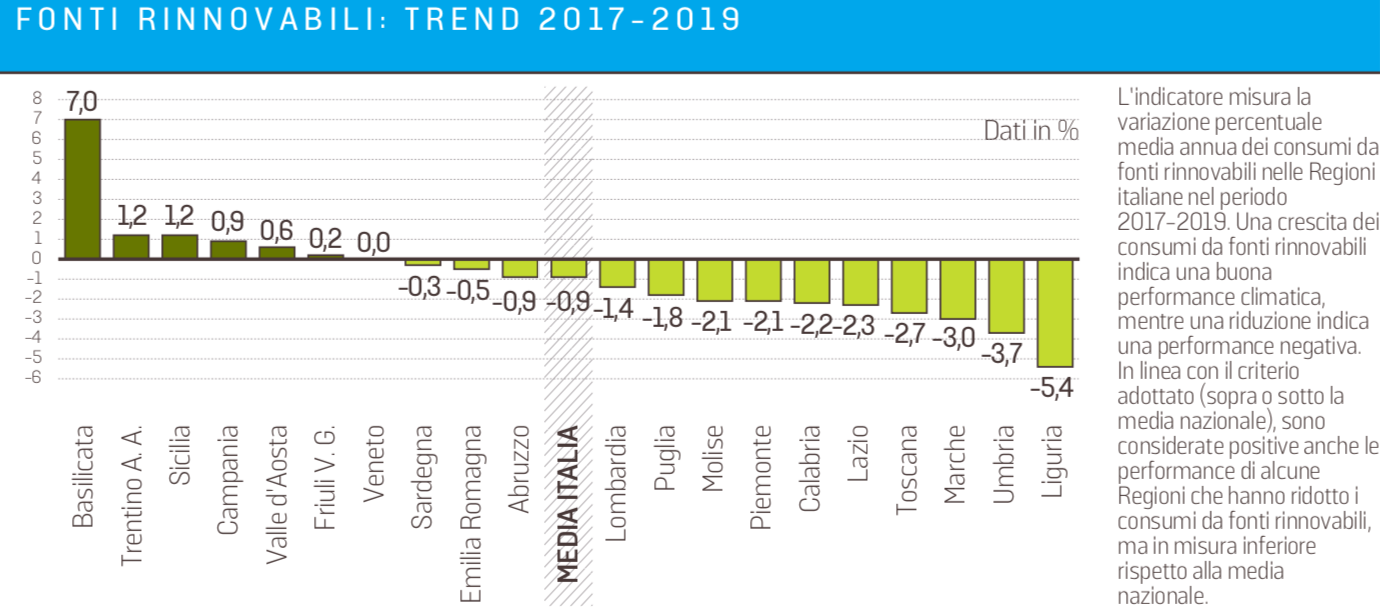 FONTI RINNOVABILI: TREND 2017-2019
8
7
6
5
4
3
2
1
0
-1
-2
-3
-4
-5
-6
Dati in %
7,0
1,2
1,2
0,9
0,6
0,2
0,0
-0,3
-0,5
-0,9
-0,9
-1,4
-1,8
-2,1
-2,1
-2,2
-2,3
-2,7
-3,0
-3,7
-5,4
Basilicata
Trentino A. A.
Sicilia
Campania
Valle d'Aosta
Friuli V. G.
Veneto
Sardegna
Emilia Romagna
Abruzzo
MEDIA ITALIA
Lombardia
Puglia
Molise
Piemonte
Calabria
Lazio
Toscana
Marche
Umbria
Liguria
L'indicatore misura la
variazione percentuale
media annua dei consumi da
fonti rinnovabili nelle Regioni
italiane nel periodo
2017-2019. Una crescita dei
consumi da fonti rinnovabili
indica una buona
performance climatica,
mentre una riduzione indica
una performance negativa.
In linea con il criterio
adottato (sopra o sotto la
media nazionale), sono
considerate positive anche le
performance di alcune
Regioni che hanno ridotto i
consumi da fonti rinnovabili,
ma in misura inferiore
rispetto alla media
nazionale.